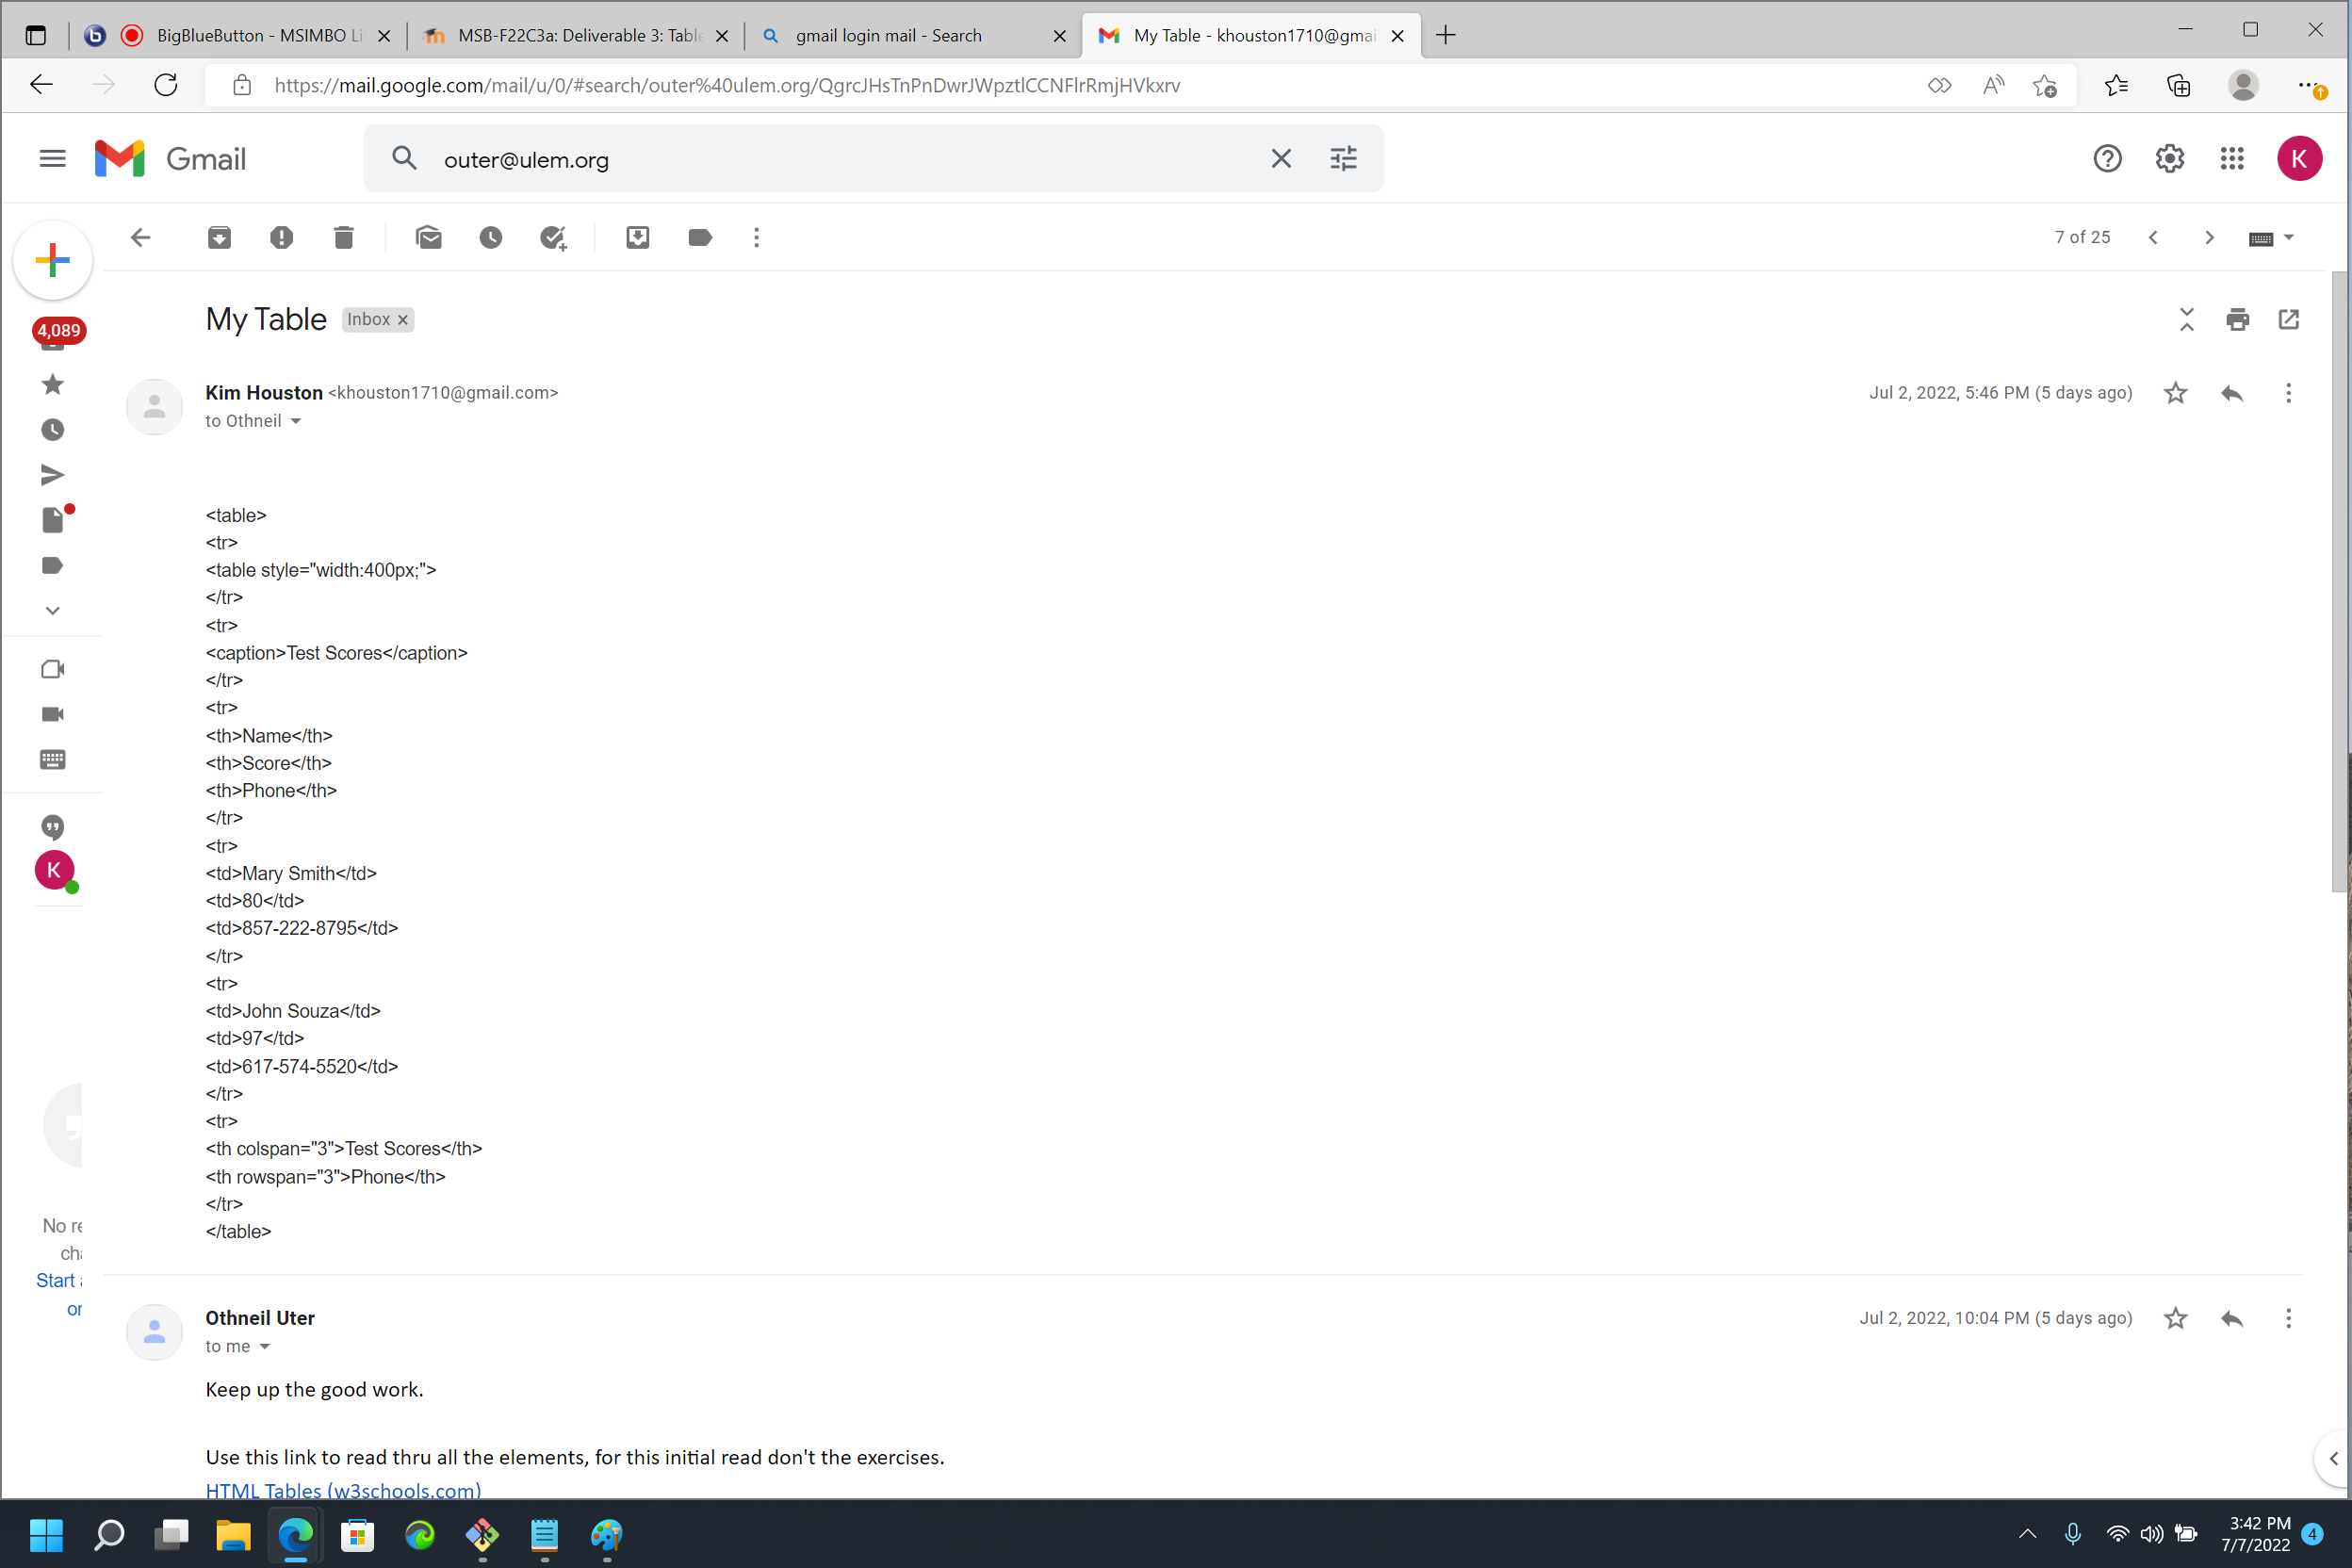 BigBlueButton - MSIMBO Li
MSB-F22C3a: Deliverable 3: Table
gmail login mail - Search
My Table - khouston1710@gmai
https://mail.google.com/mail/u/0/#search/outer%40ulem.org/QgrcJHsTnPnDwrJWpztlCCNFlrRmjHVkxrv
Gmail
outer@ulem.org
K
7 of 25
4,089
My Table
Inbox
Kim Houston <khouston1710@gmail.com>
Jul 2, 2022, 5:46 PM (5 days ago)
to Othneil
<table>
<tr>
<table style="width:400px;">
</tr>
<tr>
<caption>Test Scores</caption>
</tr>
<tr>
<th>Name</th>
<th>Score</th>
<th>Phone</th>
</tr>
<tr>
<td>Mary Smith</td>
<td>80</td>
<td>857-222-8795</td>
</tr>
<tr>
<td>John Souza</td>
<td>97</td>
<td>617-574-5520</td>
</tr>
<tr>
<th colspan="3">Test Scores</th>
<th rowspan="3">Phone</th>
</tr>
</table>
K
No re
cha
Start a
or
Othneil Uter
Jul 2, 2022, 10:04 PM (5 days ago)
to me
Keep up the good work.
Use this link to read thru all the elements, for this initial read don't the exercises.
HTML Tables (w3schools.com)
3:42 PM
7/7/2022
4